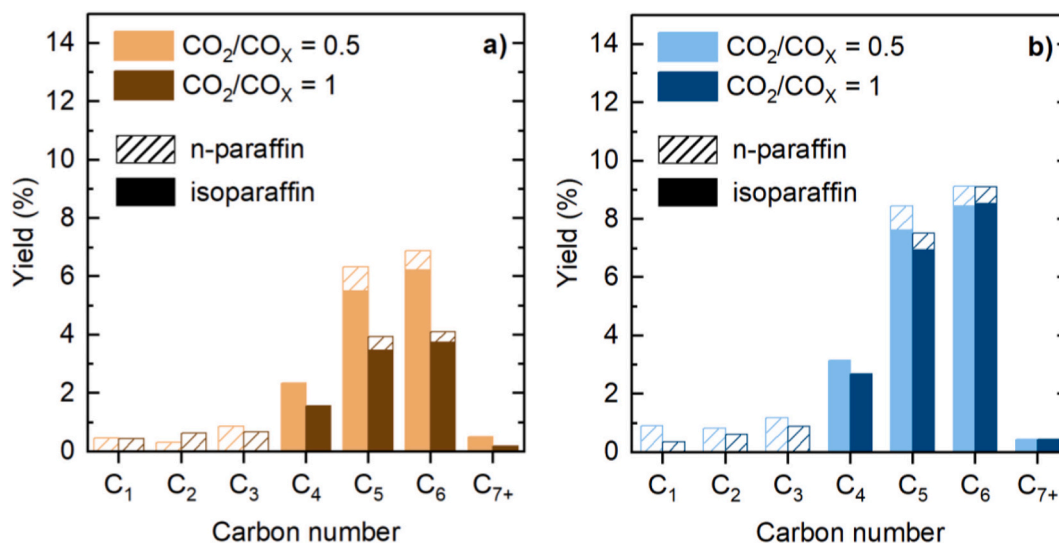 a)
CO₂/COₓ = 0.5
CO₂/COₓ = 1
n-paraffin
isoparaffin
Yield (%)
14
12
10
8
6
4
2
0
C₁ C₂ C₃ C₄ C₅ C₆ C₇₊
Carbon number
b)
CO₂/COₓ = 0.5
CO₂/COₓ = 1
n-paraffin
isoparaffin
Yield (%)
14
12
10
8
6
4
2
0
C₁ C₂ C₃ C₄ C₅ C₆ C₇₊
Carbon number